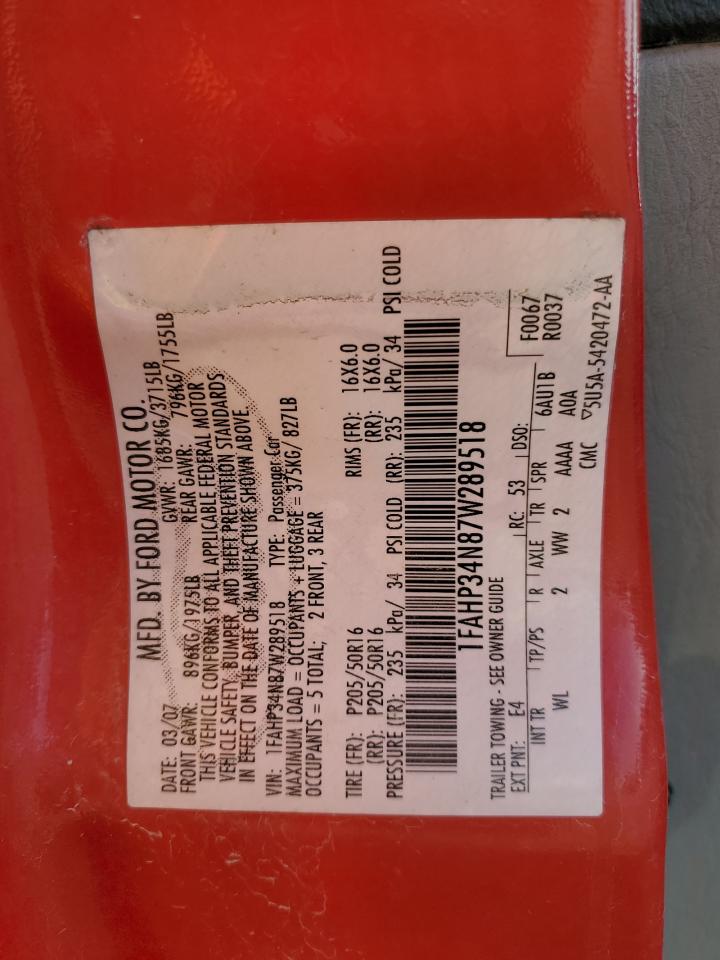 MFD. BY FORD MOTOR CO.
DATE: 03/07 GVWR: 1685KG/3715LB
FRONT GAWR: 896KG/1975LB REAR GAWR: 796KG/1755LB
THIS VEHICLE CONFORMS TO ALL APPLICABLE FEDERAL MOTOR
VEHICLE SAFETY, BUMPER, AND THEFT PREVENTION STANDARDS
IN EFFECT ON THE DATE OF MANUFACTURE SHOWN ABOVE.
VIN: 1FAHP34N87W289518 TYPE: Passenger Car
MAXIMUM LOAD = OCCUPANTS + LUGGAGE = 375KG/ 827LB
OCCUPANTS = 5 TOTAL; 2 FRONT, 3 REAR
TIRE (FR): P205/50R16 RIMS (FR): 16X6.0
(RR): P205/50R16 (RR): 16X6.0
PRESSURE (FR): 235 kPa/ 34 PSI COLD (RR): 235 kPa/ 34 PSI COLD
1FAHP34N87W289518
TRAILER TOWING - SEE OWNER GUIDE
EXT PNT: E4 RC: 53 DSO: F0067
R0037
INT TR TP/PS R AXLE TR SPR 6AU1B
WL 2 WW 2 AAAA A0A
CMC ▽5U5A-5420472-AA